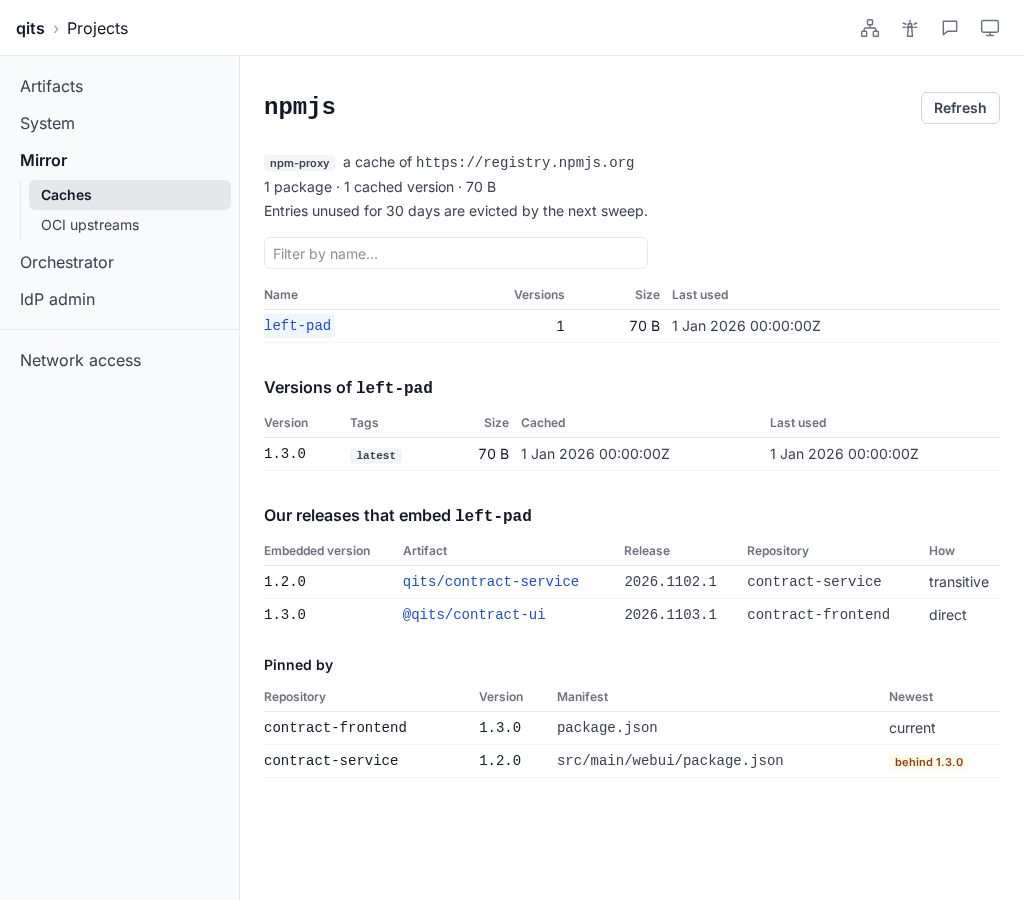 qits › Projects
Artifacts
System
Mirror
Caches
OCI upstreams
Orchestrator
IdP admin
Network access
npmjs
Refresh
npm-proxy a cache of https://registry.npmjs.org
1 package · 1 cached version · 70 B
Entries unused for 30 days are evicted by the next sweep.
Filter by name...
Name Versions Size Last used
left-pad 1 70 B 1 Jan 2026 00:00:00Z
Versions of left-pad
Version Tags Size Cached Last used
1.3.0 latest 70 B 1 Jan 2026 00:00:00Z 1 Jan 2026 00:00:00Z
Our releases that embed left-pad
Embedded version Artifact Release Repository How
1.2.0 qits/contract-service 2026.1102.1 contract-service transitive
1.3.0 @qits/contract-ui 2026.1103.1 contract-frontend direct
Pinned by
Repository Version Manifest Newest
contract-frontend 1.3.0 package.json current
contract-service 1.2.0 src/main/webui/package.json behind 1.3.0